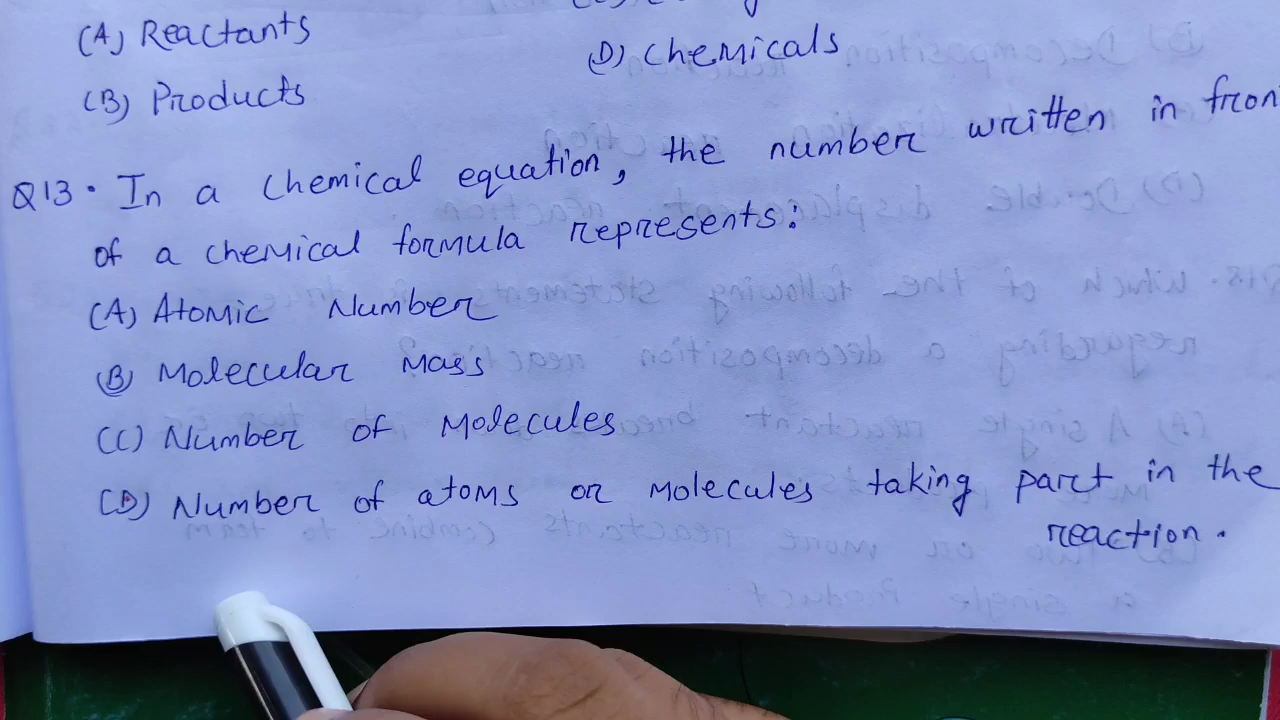 (A) Reactants
(D) Chemicals
(B) Products
Q13. In a chemical equation, the number written in fron
of a chemical formula represents:
(A) Atomic Number
(B) Molecular Mass
(C) Number of Molecules
(D) Number of atoms or molecules taking part in the
reaction.